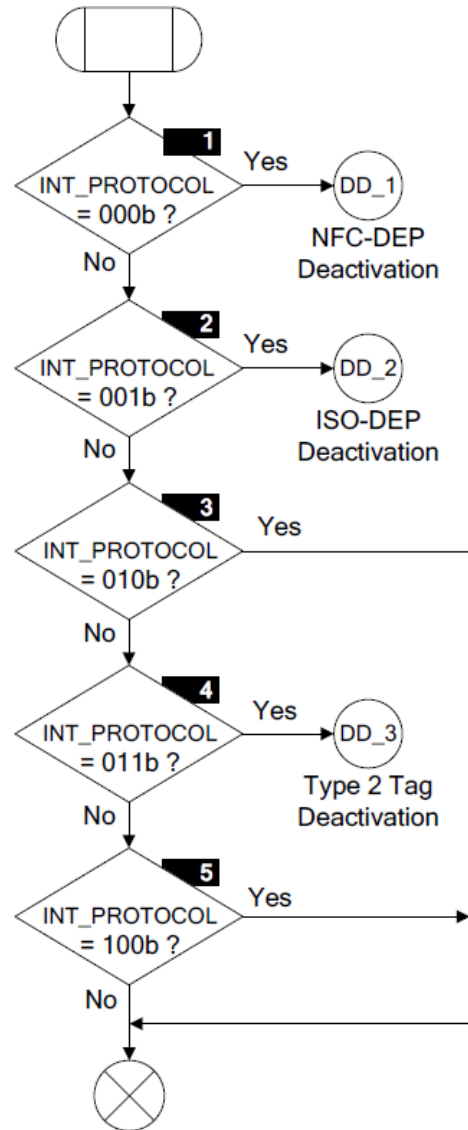 1
INT_PROTOCOL
= 000b ?
Yes
DD_1
NFC-DEP
Deactivation
No
2
INT_PROTOCOL
= 001b ?
Yes
DD_2
ISO-DEP
Deactivation
No
3
INT_PROTOCOL
= 010b ?
Yes
No
4
INT_PROTOCOL
= 011b ?
Yes
DD_3
Type 2 Tag
Deactivation
No
5
INT_PROTOCOL
= 100b ?
Yes
No